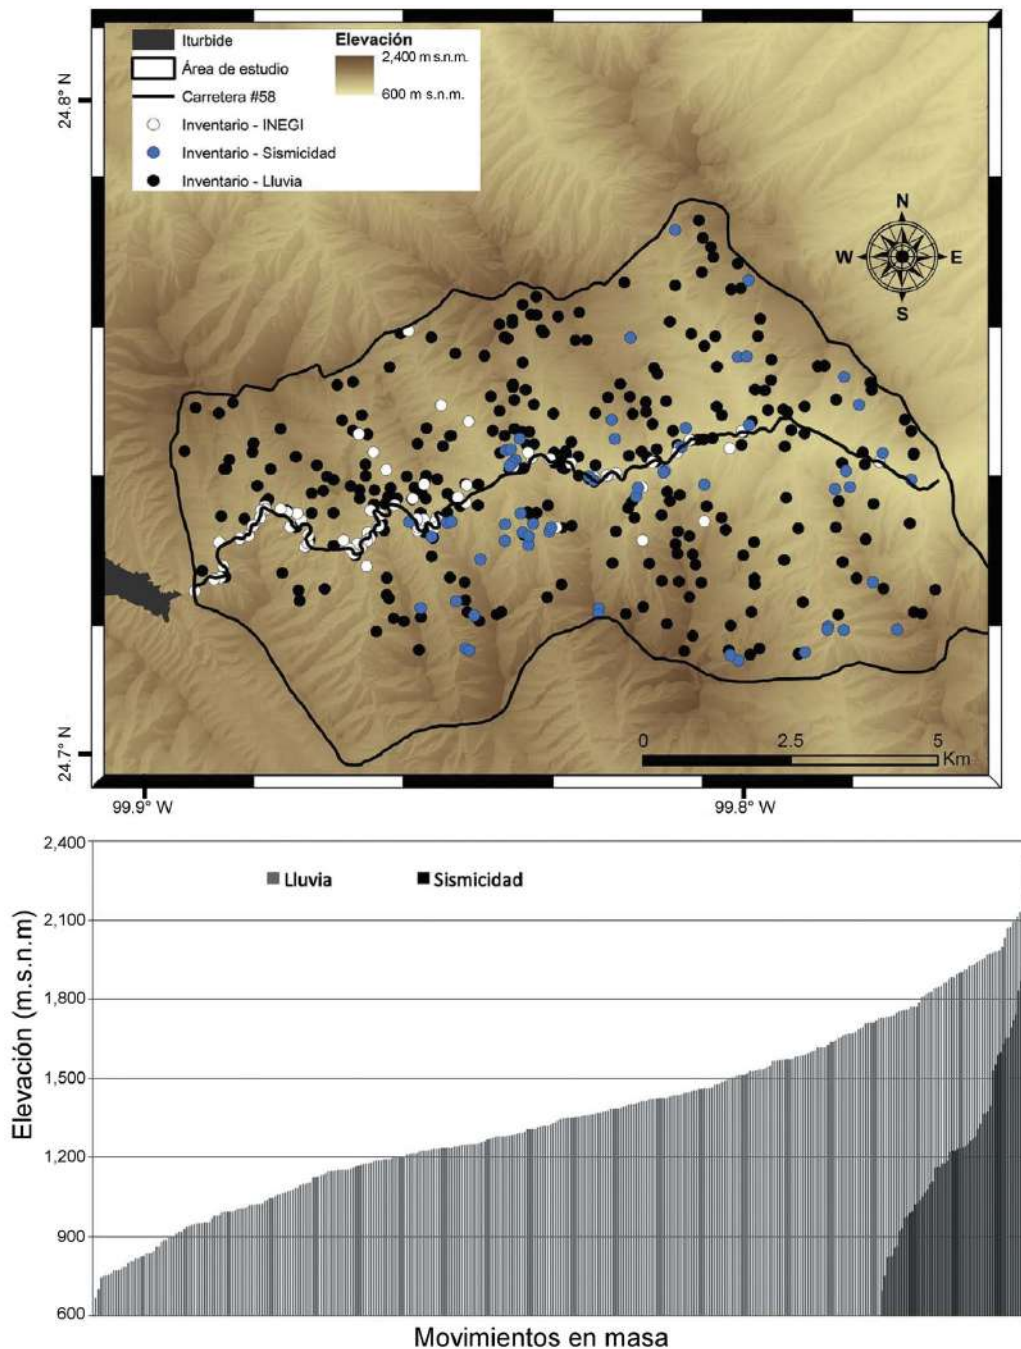 Iturbide
Área de estudio
Carretera #58
Inventario - INEGI
Inventario - Sismicidad
Inventario - Lluvia
Elevación
2,400 m s.n.m.
600 m s.n.m.
24.8° N
24.7° N
N
W
E
S
0
2.5
5
Km
99.9° W
99.8° W
2,400
2,100
1,800
1,500
1,200
900
600
Elevación (m.s.n.m)
Lluvia
Sismicidad
Movimientos en masa